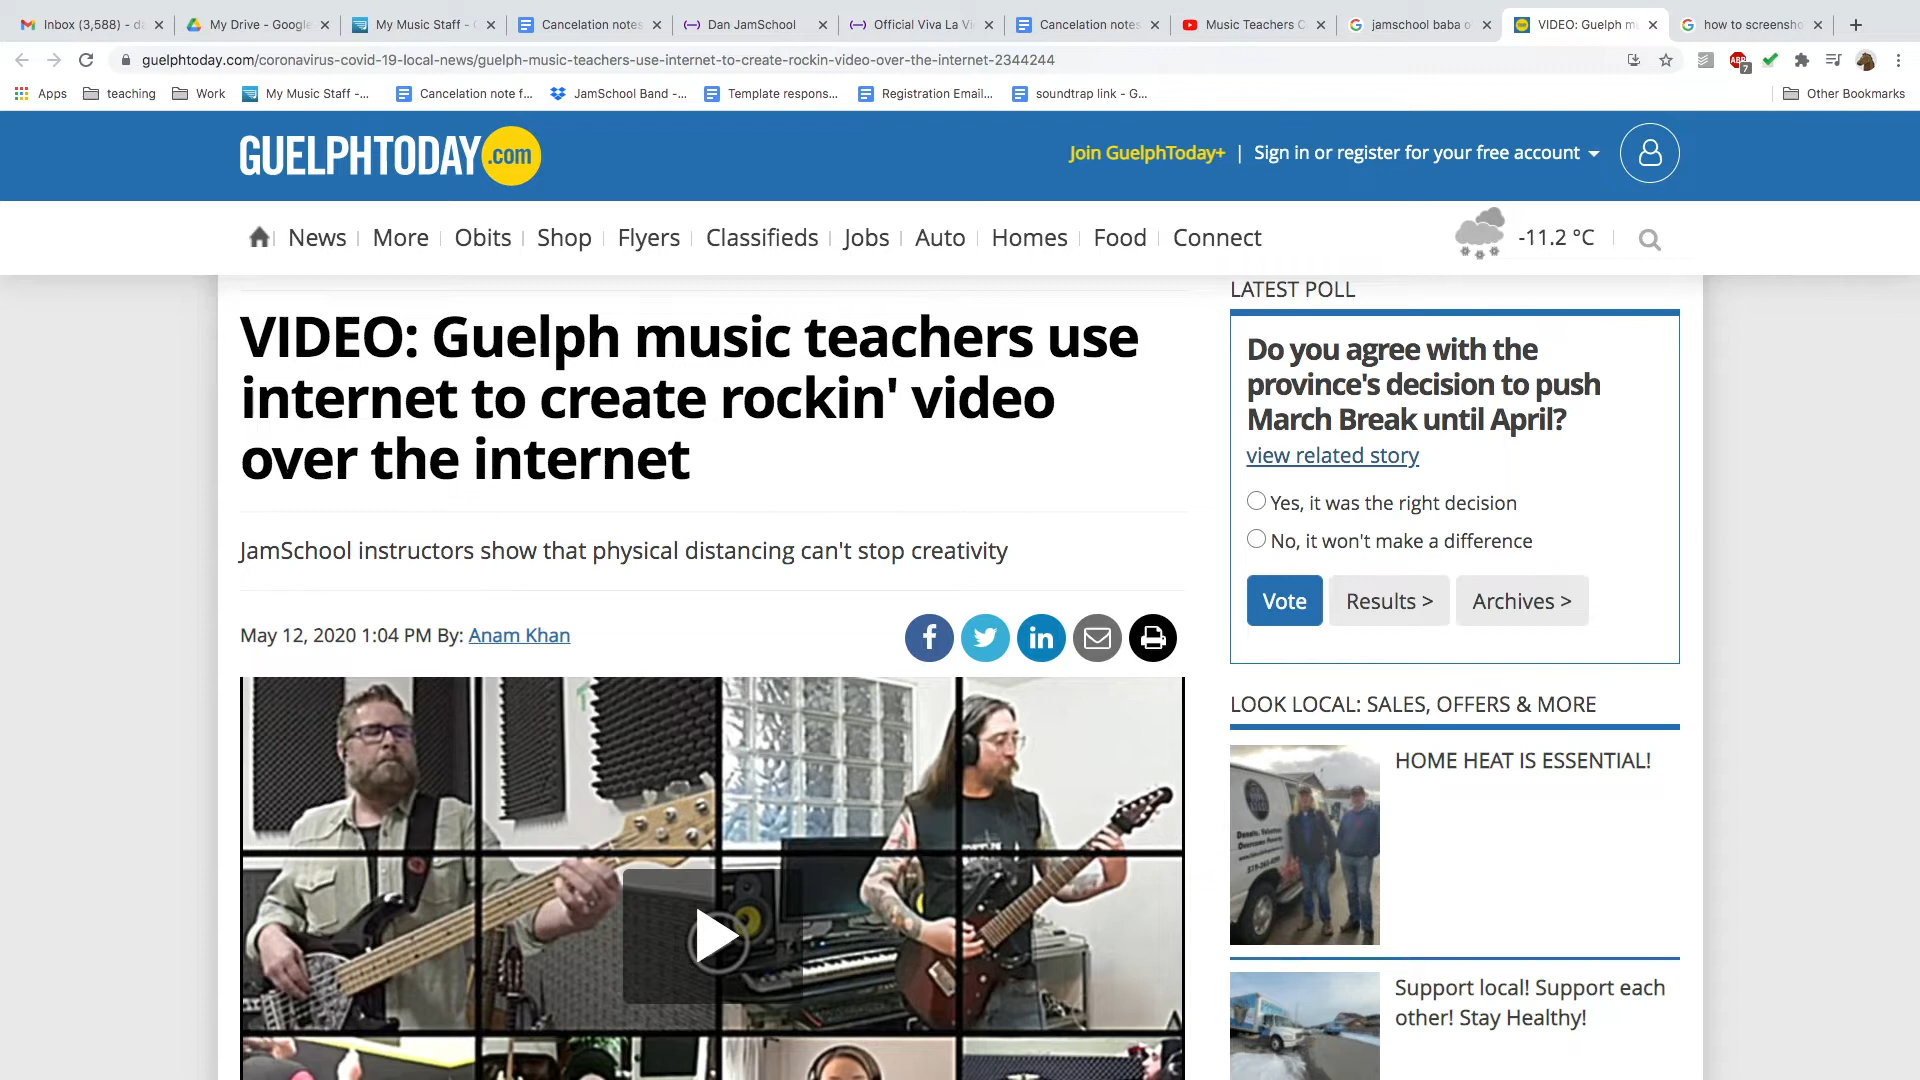 Inbox (3,588) - da
My Drive - Google
My Music Staff - C
Cancelation notes
Dan JamSchool
Official Viva La Vi
Cancelation notes
Music Teachers C
jamschool baba o
VIDEO: Guelph mu
how to screensho
guelphtoday.com/coronavirus-covid-19-local-news/guelph-music-teachers-use-internet-to-create-rockin-video-over-the-internet-2344244
ABP
7
Apps
teaching
Work
My Music Staff -...
Cancelation note f...
JamSchool Band -...
Template respons...
Registration Email...
soundtrap link - G...
Other Bookmarks
GUELPHTODAY.com
Join GuelphToday+ | Sign in or register for your free account
News
More
Obits
Shop
Flyers
Classifieds
Jobs
Auto
Homes
Food
Connect
-11.2 °C
VIDEO: Guelph music teachers use
internet to create rockin' video
over the internet
JamSchool instructors show that physical distancing can't stop creativity
May 12, 2020 1:04 PM By: Anam Khan
LATEST POLL
Do you agree with the
province's decision to push
March Break until April?
view related story
Yes, it was the right decision
No, it won't make a difference
Vote
Results >
Archives >
LOOK LOCAL: SALES, OFFERS & MORE
HOME HEAT IS ESSENTIAL!
Support local! Support each
other! Stay Healthy!